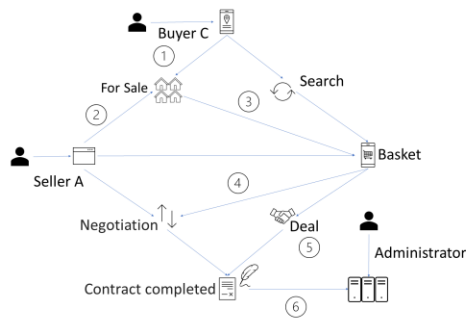 Buyer C
1
For Sale
Search
2
3
Basket
Seller A
4
Negotiation
Deal
5
Administrator
Contract completed
6